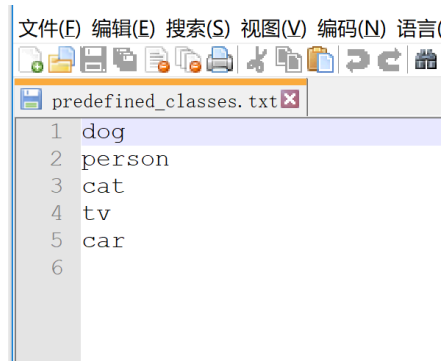 文件(F) 编辑(E) 搜索(S) 视图(V) 编码(N) 语言(
predefined_classes.txt
1 dog
2 person
3 cat
4 tv
5 car
6